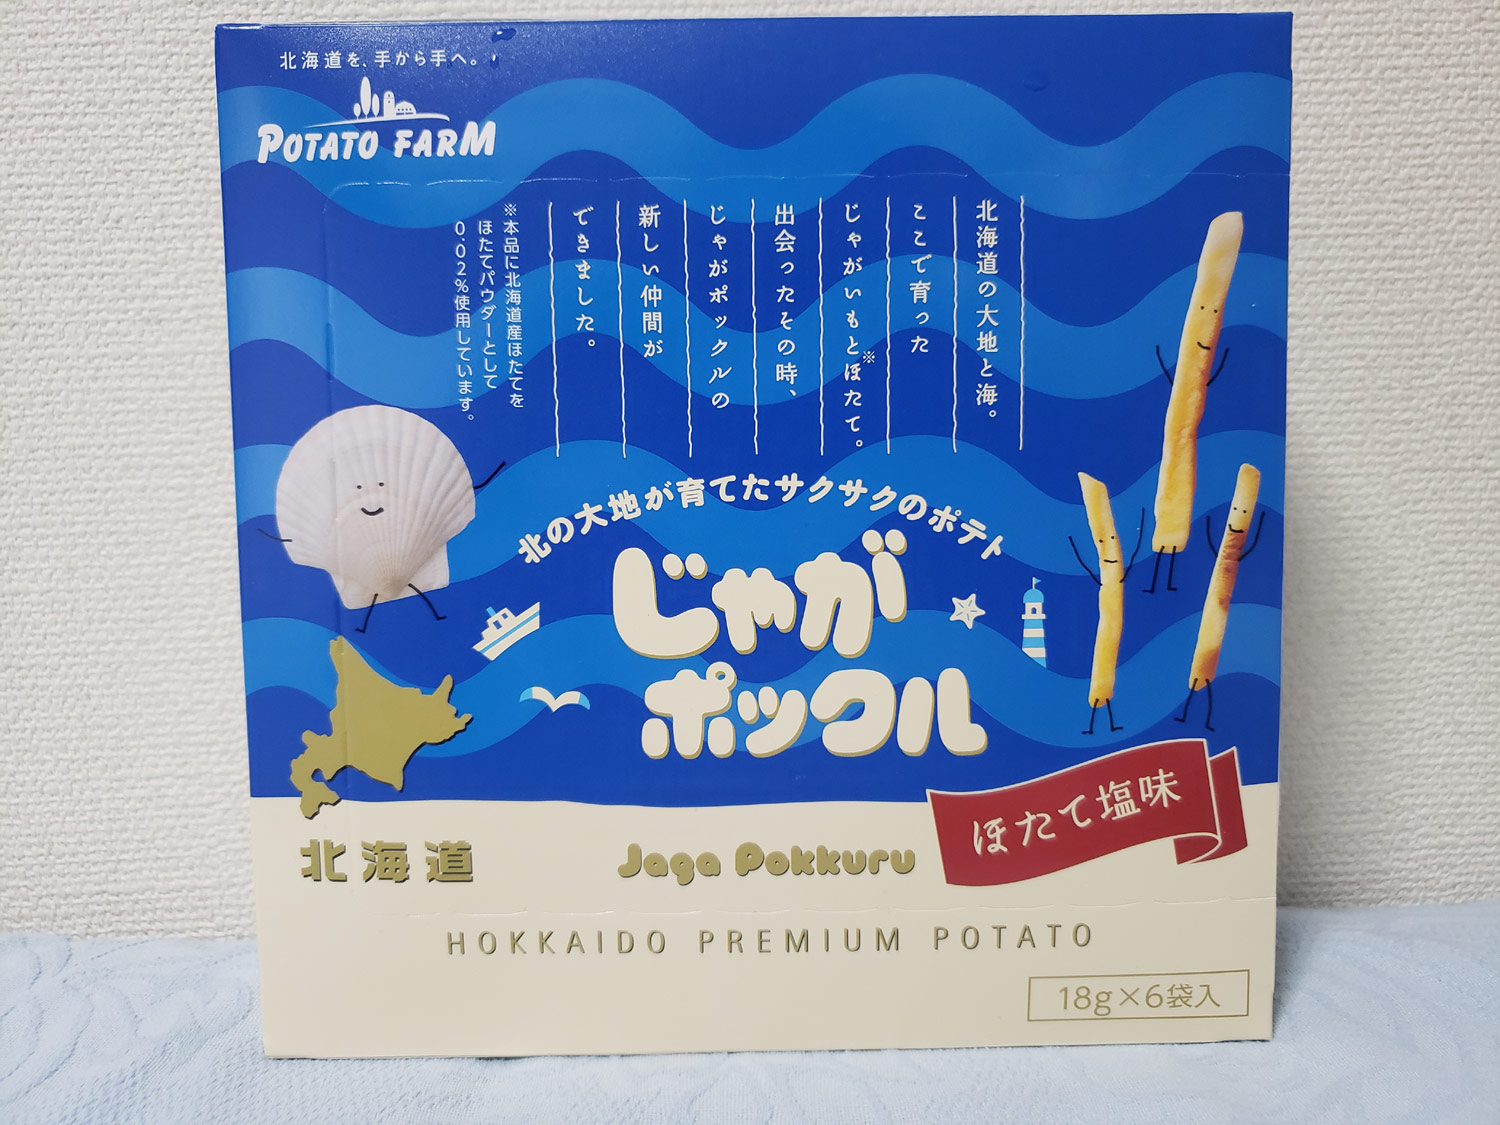 北海道を、手から手へ。
POTATO FARM
北海道の大地と海。
ここで育った
じゃがいもとほたて。※
出会ったその時、
じゃがポックルの
新しい仲間が
できました。
※本品に北海道産ほたてを
ほたてパウダーとして
0.02%使用しています。
北の大地が育てたサクサクのポテト
じゃが
ポックル
ほたて塩味
北海道
Jaga Pokkuru
HOKKAIDO PREMIUM POTATO
18g×6袋入